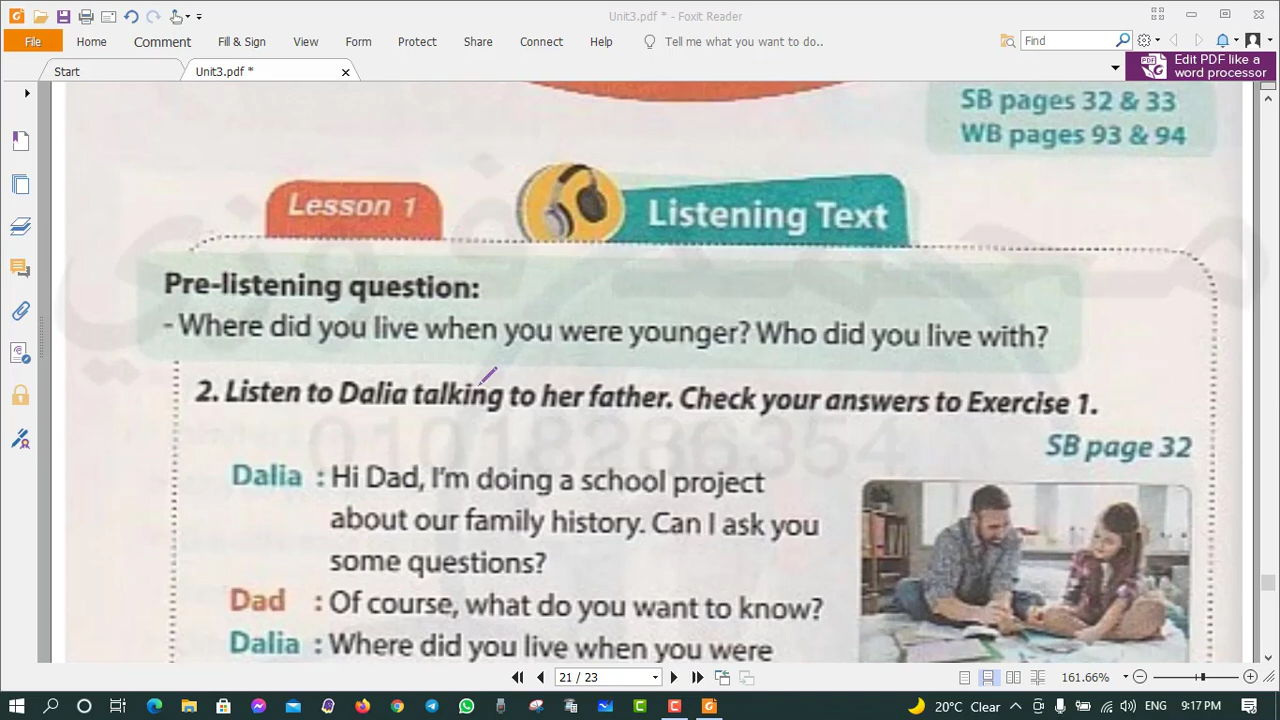 Unit3.pdf * - Foxit Reader
File Home Comment Fill & Sign View Form Protect Share Connect Help Tell me what you want to do.. Find
Start Unit3.pdf * Edit PDF like a
word processor
SB pages 32 & 33
WB pages 93 & 94
Lesson 1 Listening Text
Pre-listening question:
- Where did you live when you were younger? Who did you live with?
2. Listen to Dalia talking to her father. Check your answers to Exercise 1.
01018286354
SB page 32
Dalia : Hi Dad, I'm doing a school project
about our family history. Can I ask you
some questions?
Dad : Of course, what do you want to know?
Dalia : Where did you live when you were
21 / 23 161.66%
20°C Clear ENG 9:17 PM